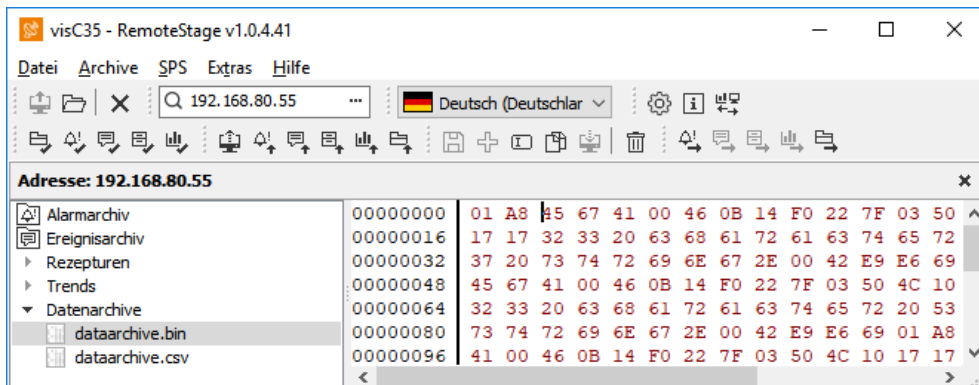 visC35 - RemoteStage v1.0.4.41
Datei Archive SPS Extras Hilfe
192.168.80.55 ... Deutsch (Deutschlar
Adresse: 192.168.80.55
Alarmarchiv
Ereignisarchiv
Rezepturen
Trends
Datenarchive
dataarchive.bin
dataarchive.csv
00000000 01 A8 45 67 41 00 46 0B 14 F0 22 7F 03 50
00000016 17 17 32 33 20 63 68 61 72 61 63 74 65 72
00000032 37 20 73 74 72 69 6E 67 2E 00 42 E9 E6 69
00000048 45 67 41 00 46 0B 14 F0 22 7F 03 50 4C 10
00000064 32 33 20 63 68 61 72 61 63 74 65 72 20 53
00000080 73 74 72 69 6E 67 2E 00 42 E9 E6 69 01 A8
00000096 41 00 46 0B 14 F0 22 7F 03 50 4C 10 17 17